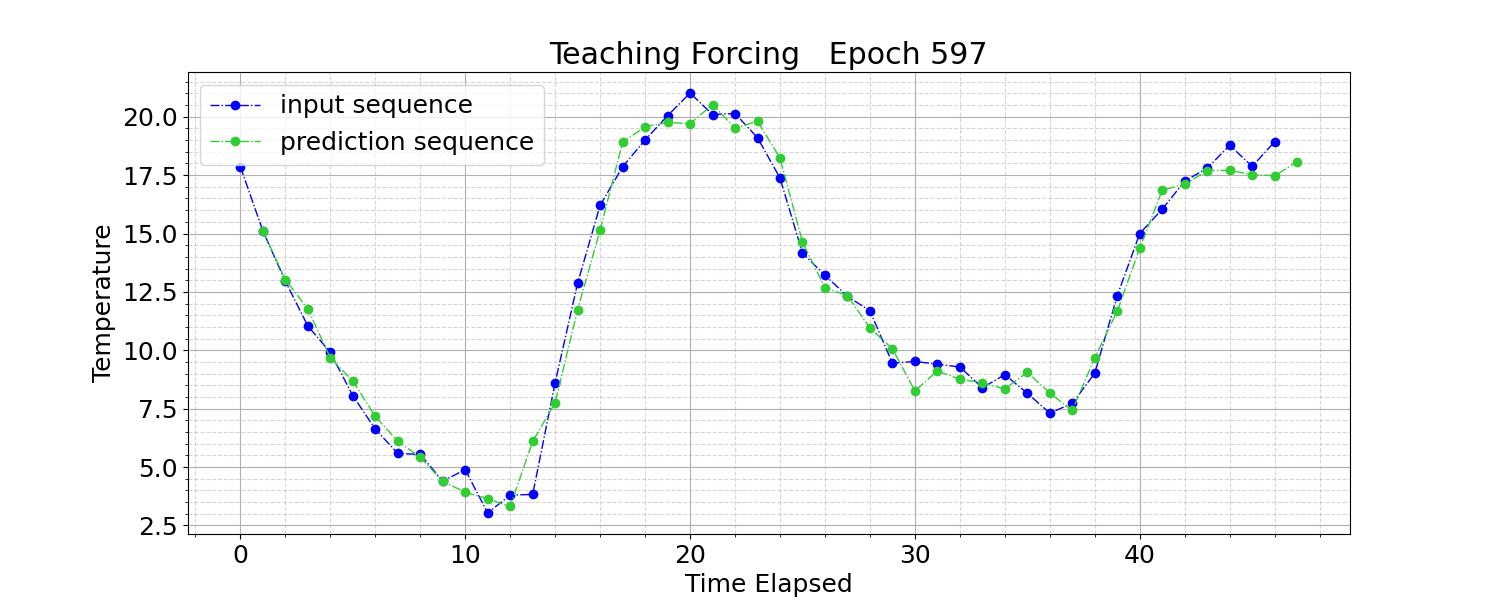 Teaching Forcing   Epoch 597
input sequence
prediction sequence
Temperature
20.0
17.5
15.0
12.5
10.0
7.5
5.0
2.5
0 10 20 30 40
Time Elapsed